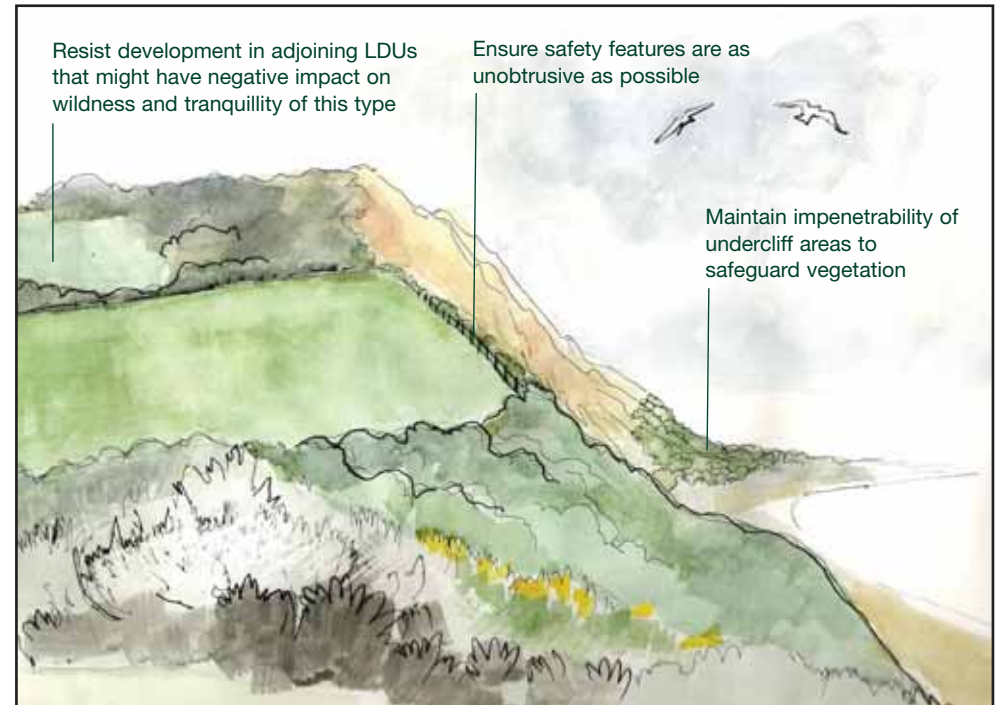 Resist development in adjoining LDUs
that might have negative impact on
wildness and tranquillity of this type
Ensure safety features are as
unobtrusive as possible
Maintain impenetrability of
undercliff areas to
safeguard vegetation